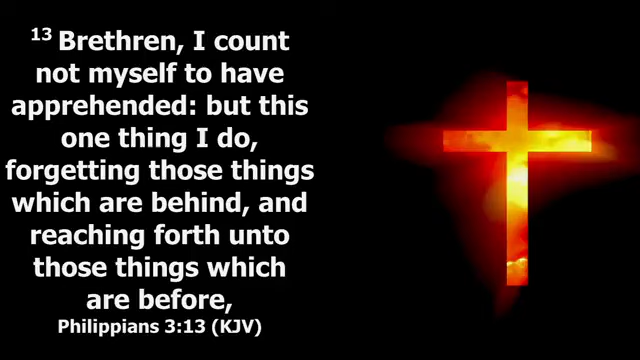 13 Brethren, I count
not myself to have
apprehended: but this
one thing I do,
forgetting those things
which are behind, and
reaching forth unto
those things which
are before,
Philippians 3:13 (KJV)